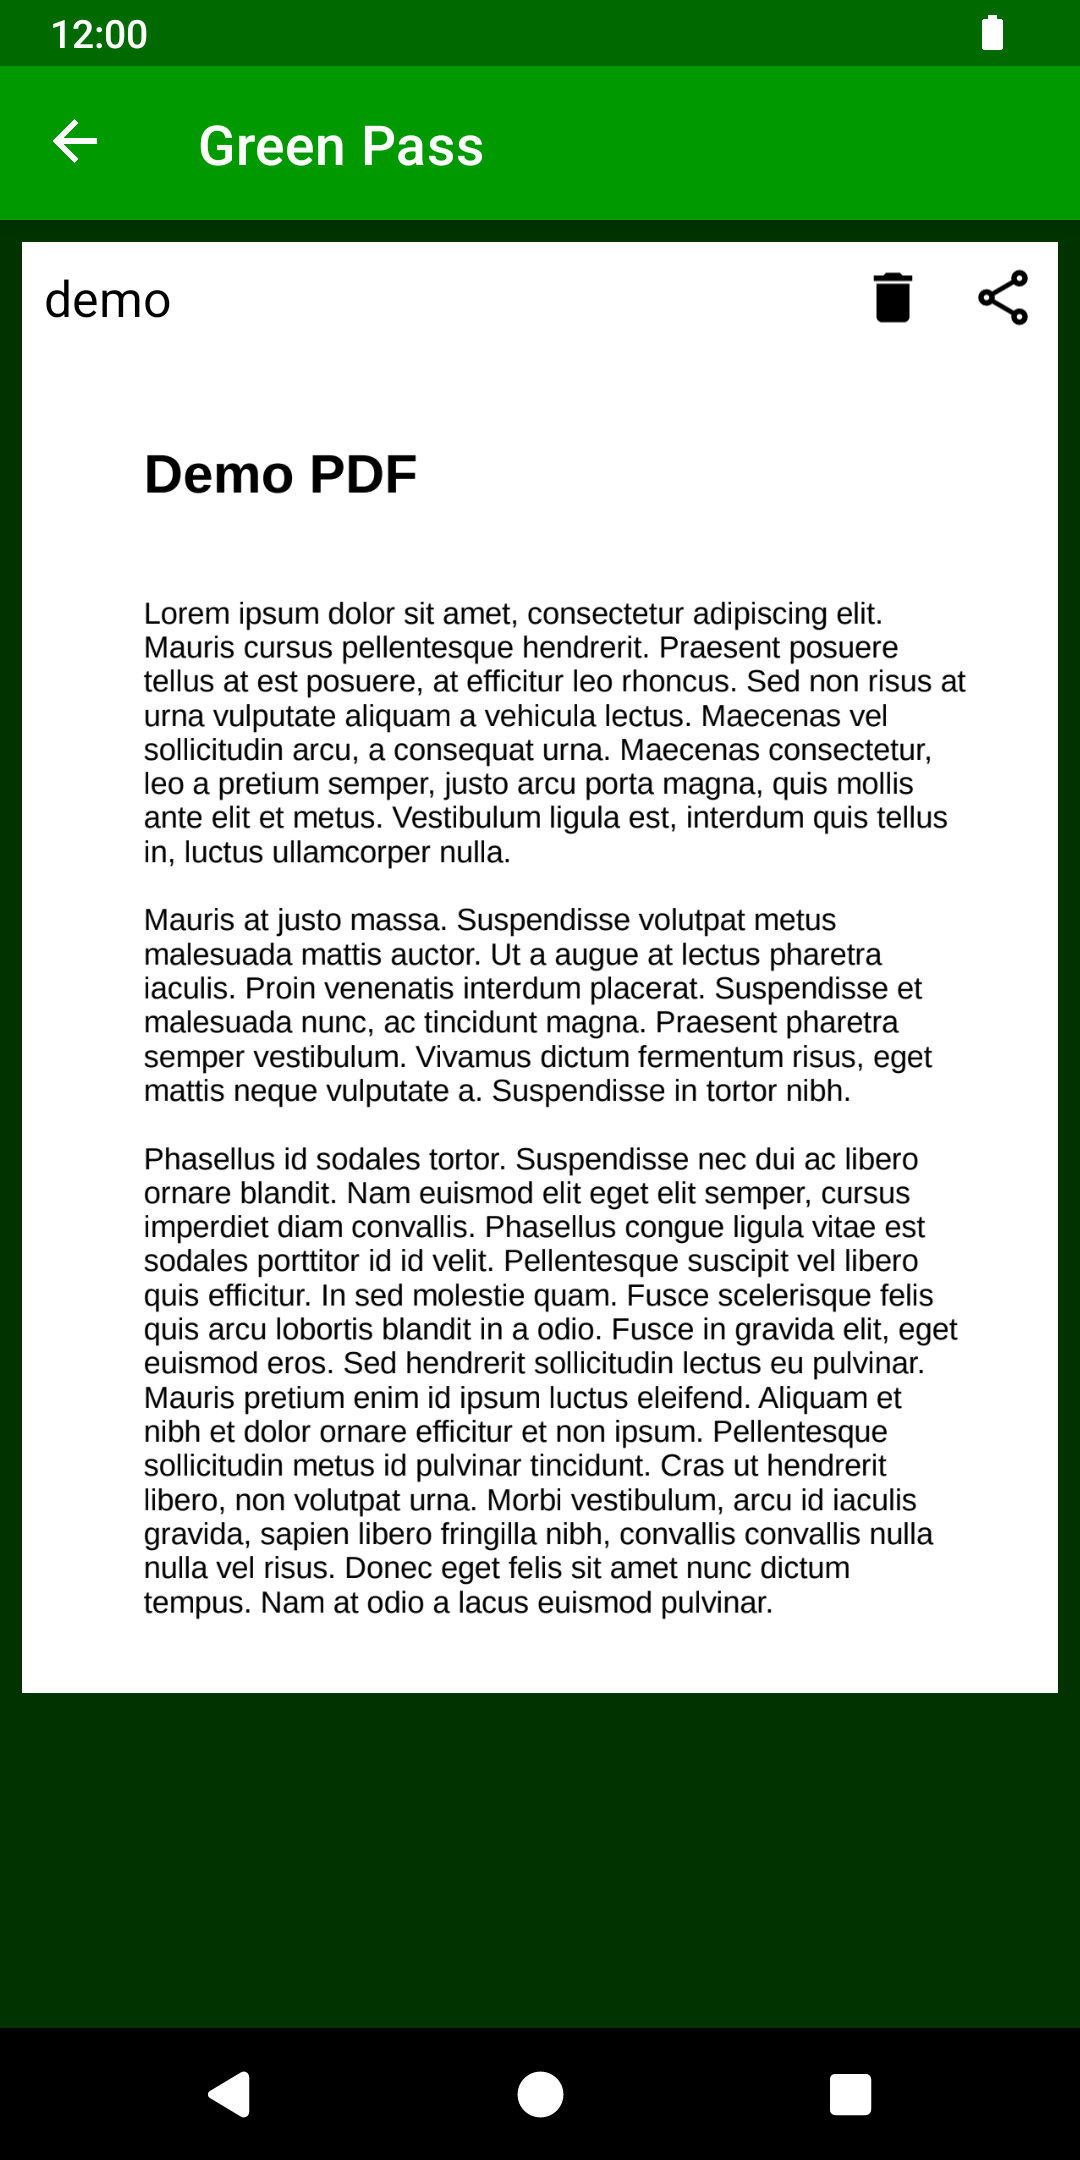 12:00
Green Pass
demo
Demo PDF
Lorem ipsum dolor sit amet, consectetur adipiscing elit.
Mauris cursus pellentesque hendrerit. Praesent posuere
tellus at est posuere, at efficitur leo rhoncus. Sed non risus at
urna vulputate aliquam a vehicula lectus. Maecenas vel
sollicitudin arcu, a consequat urna. Maecenas consectetur,
leo a pretium semper, justo arcu porta magna, quis mollis
ante elit et metus. Vestibulum ligula est, interdum quis tellus
in, luctus ullamcorper nulla.
Mauris at justo massa. Suspendisse volutpat metus
malesuada mattis auctor. Ut a augue at lectus pharetra
iaculis. Proin venenatis interdum placerat. Suspendisse et
malesuada nunc, ac tincidunt magna. Praesent pharetra
semper vestibulum. Vivamus dictum fermentum risus, eget
mattis neque vulputate a. Suspendisse in tortor nibh.
Phasellus id sodales tortor. Suspendisse nec dui ac libero
ornare blandit. Nam euismod elit eget elit semper, cursus
imperdiet diam convallis. Phasellus congue ligula vitae est
sodales porttitor id id velit. Pellentesque suscipit vel libero
quis efficitur. In sed molestie quam. Fusce scelerisque felis
quis arcu lobortis blandit in a odio. Fusce in gravida elit, eget
euismod eros. Sed hendrerit sollicitudin lectus eu pulvinar.
Mauris pretium enim id ipsum luctus eleifend. Aliquam et
nibh et dolor ornare efficitur et non ipsum. Pellentesque
sollicitudin metus id pulvinar tincidunt. Cras ut hendrerit
libero, non volutpat urna. Morbi vestibulum, arcu id iaculis
gravida, sapien libero fringilla nibh, convallis convallis nulla
nulla vel risus. Donec eget felis sit amet nunc dictum
tempus. Nam at odio a lacus euismod pulvinar.